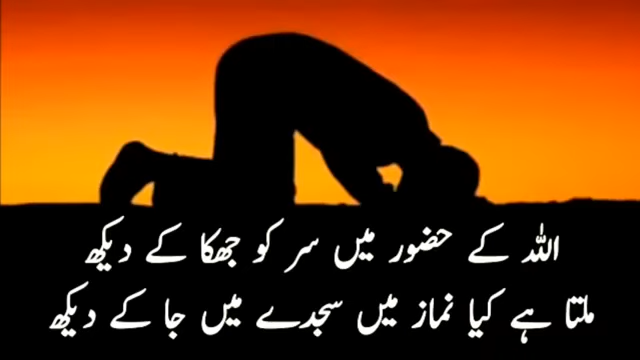 اللہ کے حضور میں سر کو جھکا کے دیکھ
ملتا ہے کیا نماز میں سجدے میں جا کے دیکھ